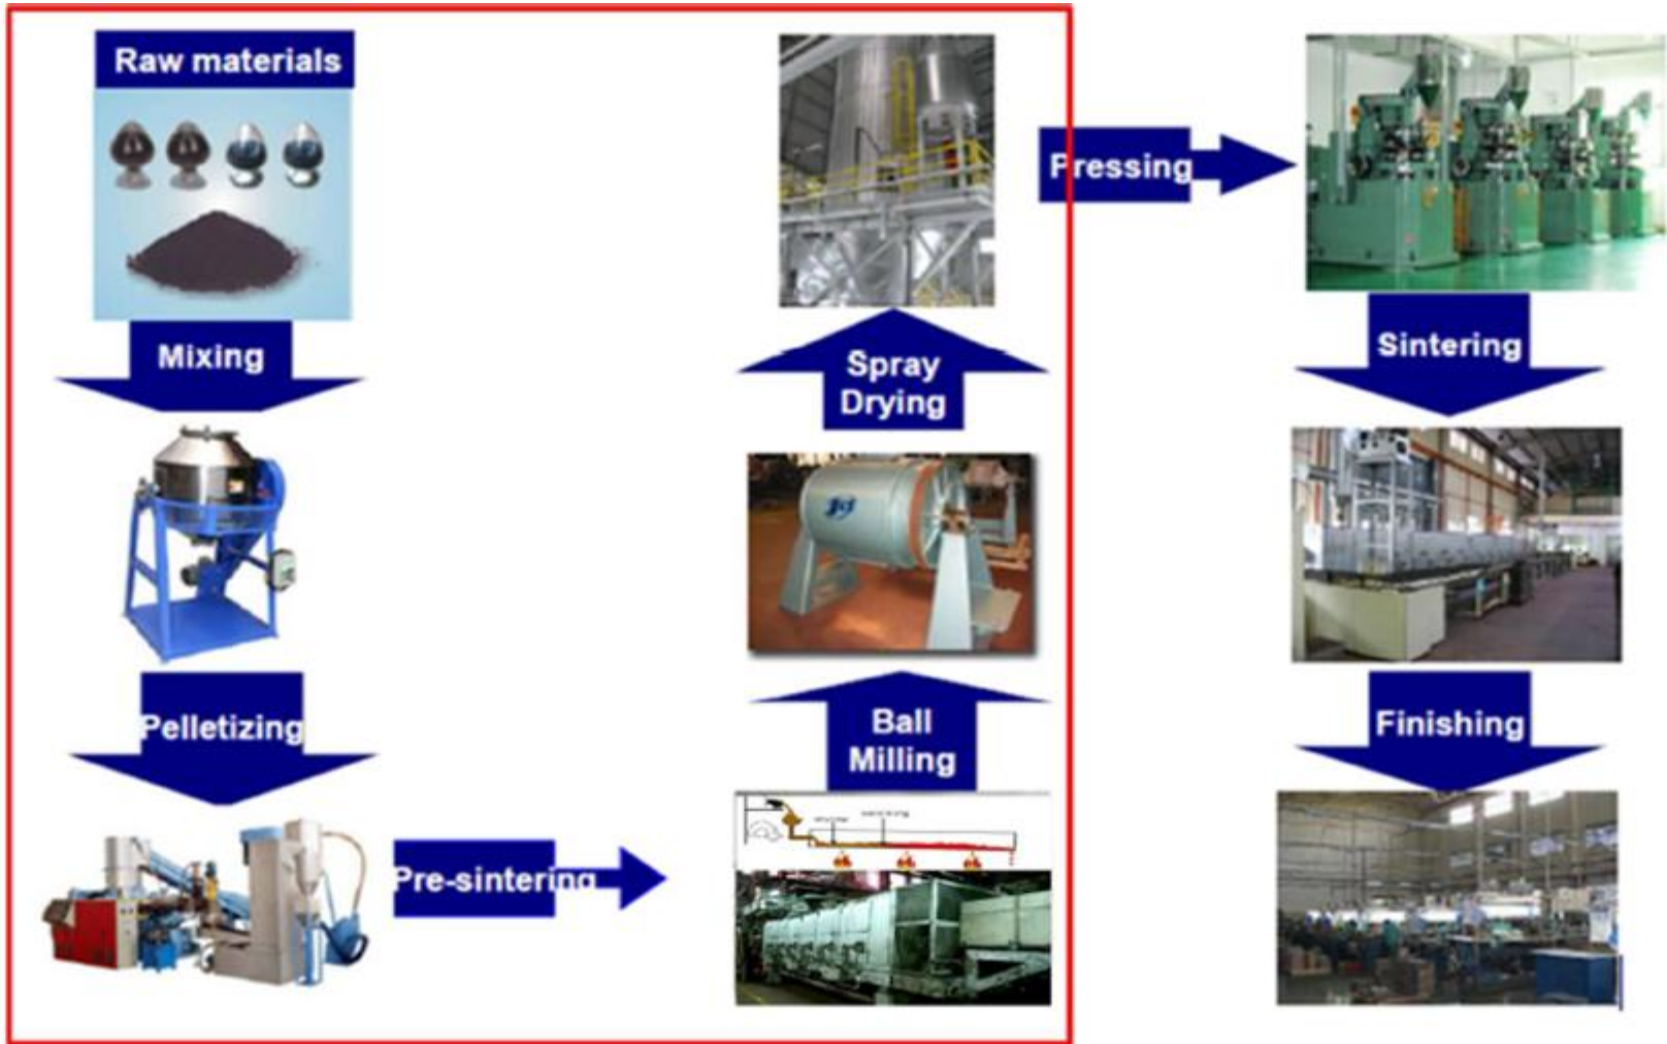 Raw materials
Mixing
Pelletizing
Pre-sintering
Ball
Milling
Spray
Drying
Pressing
Sintering
Finishing